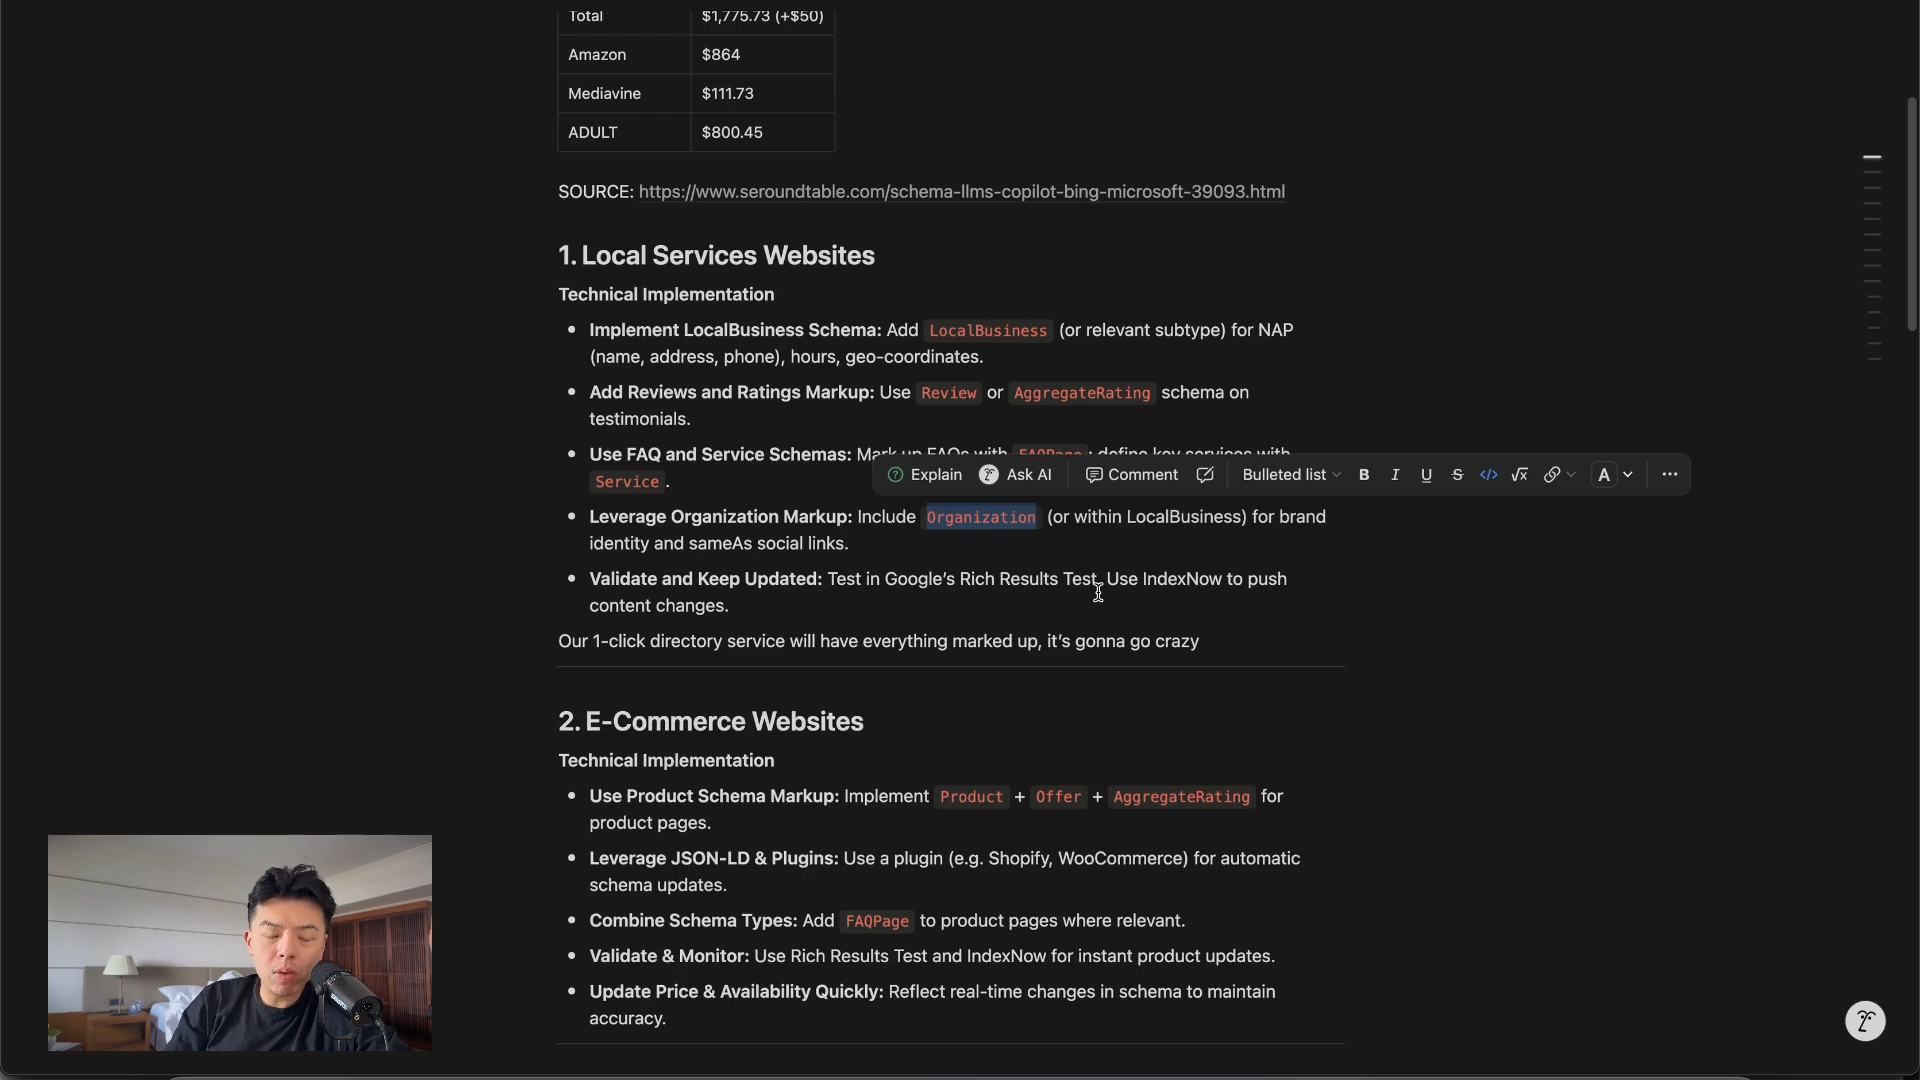 Total $1,775.73 (+$50)
Amazon $864
Mediavine $111.73
ADULT $800.45
SOURCE: https://www.seroundtable.com/schema-llms-copilot-bing-microsoft-39093.html
1. Local Services Websites
Technical Implementation
• Implement LocalBusiness Schema: Add LocalBusiness (or relevant subtype) for NAP
(name, address, phone), hours, geo-coordinates.
• Add Reviews and Ratings Markup: Use Review or AggregateRating schema on
testimonials.
• Use FAQ and Service Schemas: Mark up FAQs with FAQPage; define key services with
Service.
Explain Ask AI Comment Bulleted list B I U S </> √x A ...
• Leverage Organization Markup: Include Organization (or within LocalBusiness) for brand
identity and sameAs social links.
• Validate and Keep Updated: Test in Google’s Rich Results Test. Use IndexNow to push
content changes.
Our 1-click directory service will have everything marked up, it’s gonna go crazy
2. E-Commerce Websites
Technical Implementation
• Use Product Schema Markup: Implement Product + Offer + AggregateRating for
product pages.
• Leverage JSON-LD & Plugins: Use a plugin (e.g. Shopify, WooCommerce) for automatic
schema updates.
• Combine Schema Types: Add FAQPage to product pages where relevant.
• Validate & Monitor: Use Rich Results Test and IndexNow for instant product updates.
• Update Price & Availability Quickly: Reflect real-time changes in schema to maintain
accuracy.